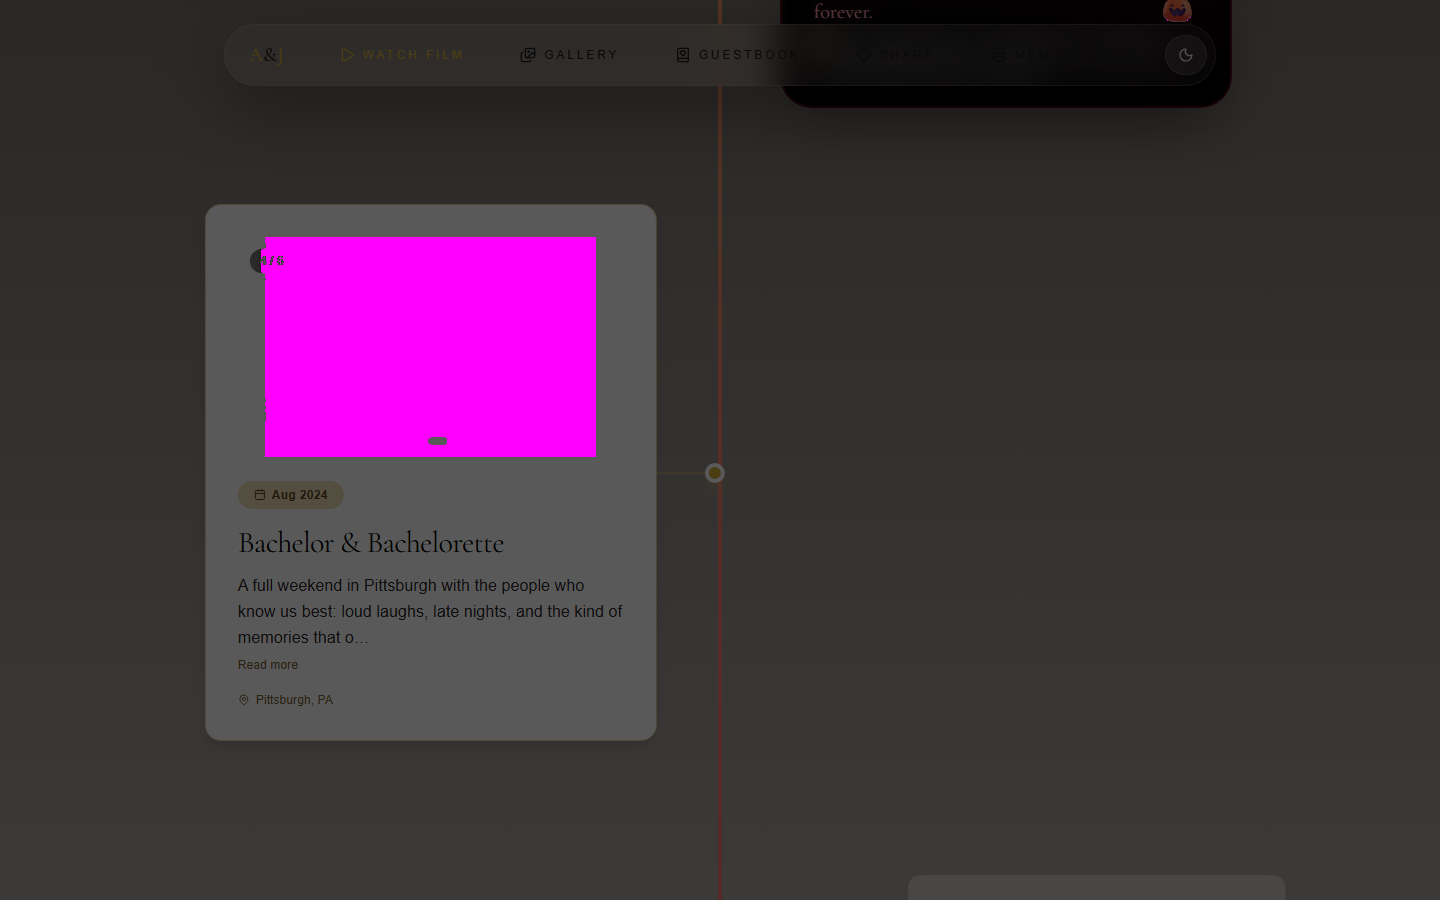 forever.
A&J
WATCH FILM
GALLERY
GUESTBOOK
SHARE
Aug 2024
Bachelor & Bachelorette
A full weekend in Pittsburgh with the people who
know us best: loud laughs, late nights, and the kind of
memories that o…
Read more
Pittsburgh, PA